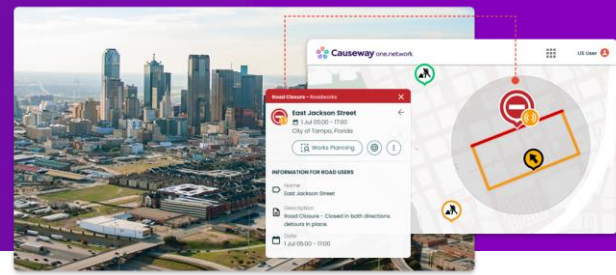 Causeway one.network
US User
Road Closure - Roadworks
East Jackson Street
1 Jul 05:00 - 17:00
City of Tampa, Florida
Works Planning
INFORMATION FOR ROAD USERS
Name
East Jackson Street
Description
Road Closure - Closed in both directions
detours in place.
Date
1 Jul 05:00 - 17:00